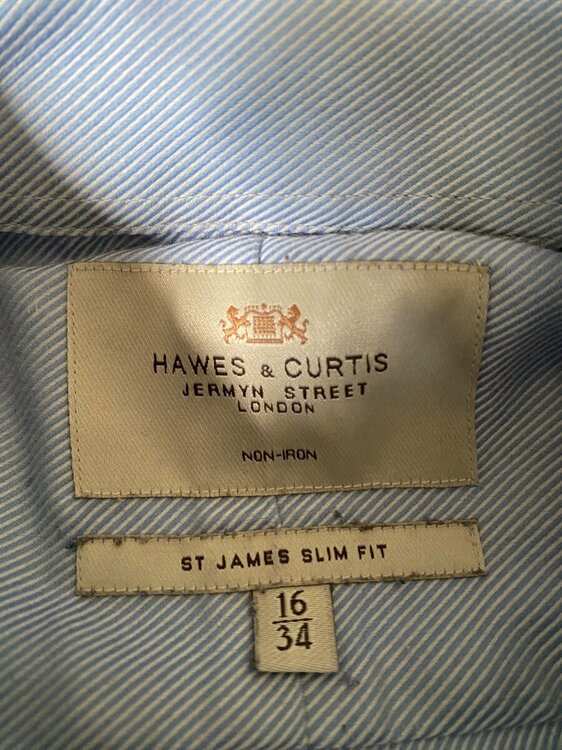 HAWES & CURTIS
JERMYN STREET
LONDON
NON-IRON
ST JAMES SLIM FIT
16
34